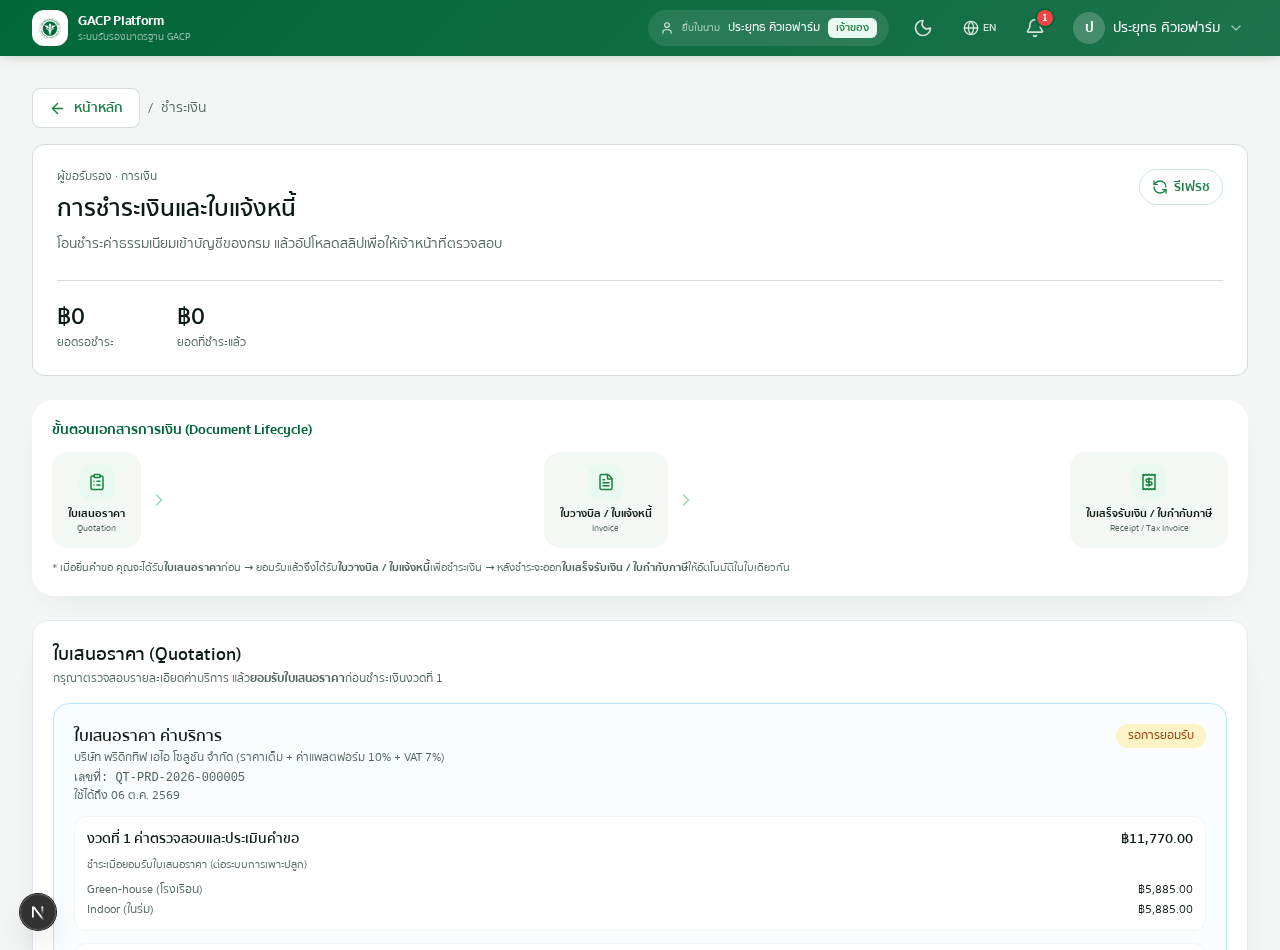 GACP Platform
ระบบรับรองมาตรฐาน GACP
ยื่นในนาม ประยุทธ คิวเอฟาร์ม เจ้าของ
EN
1
ป ประยุทธ คิวเอฟาร์ม
หน้าหลัก / ชำระเงิน
ผู้ขอรับรอง · การเงิน
การชำระเงินและใบแจ้งหนี้
รีเฟรช
โอนชำระค่าธรรมเนียมเข้าบัญชีของกรม แล้วอัปโหลดสลิปเพื่อให้เจ้าหน้าที่ตรวจสอบ
฿0 ฿0
ยอดรอชำระ ยอดที่ชำระแล้ว
ขั้นตอนเอกสารการเงิน (Document Lifecycle)
ใบเสนอราคา ใบวางบิล / ใบแจ้งหนี้ ใบเสร็จรับเงิน / ใบกำกับภาษี
Quotation Invoice Receipt / Tax Invoice
* เมื่อยื่นคำขอ คุณจะได้รับใบเสนอราคาก่อน → ยอมรับแล้วจึงได้รับใบวางบิล / ใบแจ้งหนี้เพื่อชำระเงิน → หลังชำระจะออกใบเสร็จรับเงิน / ใบกำกับภาษีให้อัตโนมัติในใบเดียวกัน
ใบเสนอราคา (Quotation)
กรุณาตรวจสอบรายละเอียดค่าบริการ แล้วยอมรับใบเสนอราคาก่อนชำระเงินงวดที่ 1
ใบเสนอราคา ค่าบริการ รอการยอมรับ
บริษัท พรีดิกทิฟ เอไอ โซลูชัน จำกัด (ราคาเต็ม + ค่าแพลตฟอร์ม 10% + VAT 7%)
เลขที่: QT-PRD-2026-000005
ใช้ได้ถึง 06 ต.ค. 2569
งวดที่ 1 ค่าตรวจสอบและประเมินคำขอ ฿11,770.00
ชำระเมื่อยอมรับใบเสนอราคา (ต่อระบบการเพาะปลูก)
Green-house (โรงเรือน) ฿5,885.00
Indoor (ในร่ม) ฿5,885.00
N